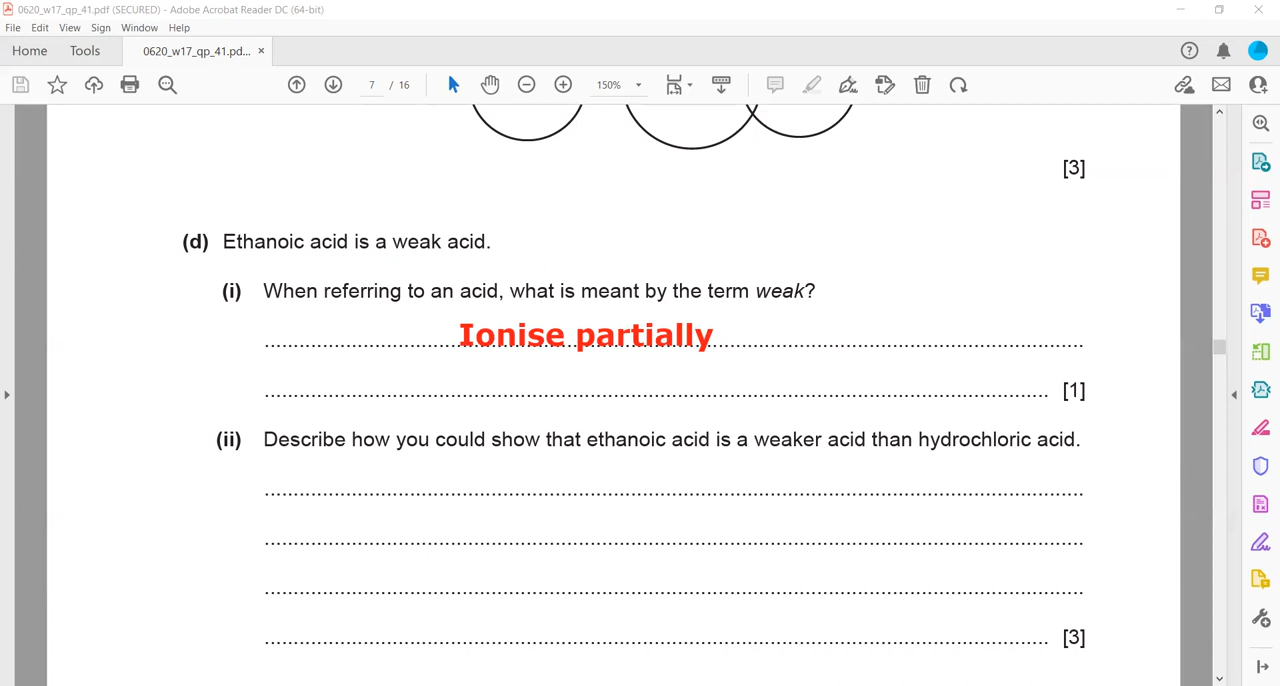 0620_w17_qp_41.pdf (SECURED) - Adobe Acrobat Reader DC (64-bit)
File Edit View Sign Window Help
Home Tools 0620_w17_qp_41.pd... ×
7 / 16 150%
[3]
(d) Ethanoic acid is a weak acid.
(i) When referring to an acid, what is meant by the term weak?
Ionise partially
[1]
(ii) Describe how you could show that ethanoic acid is a weaker acid than hydrochloric acid.
[3]